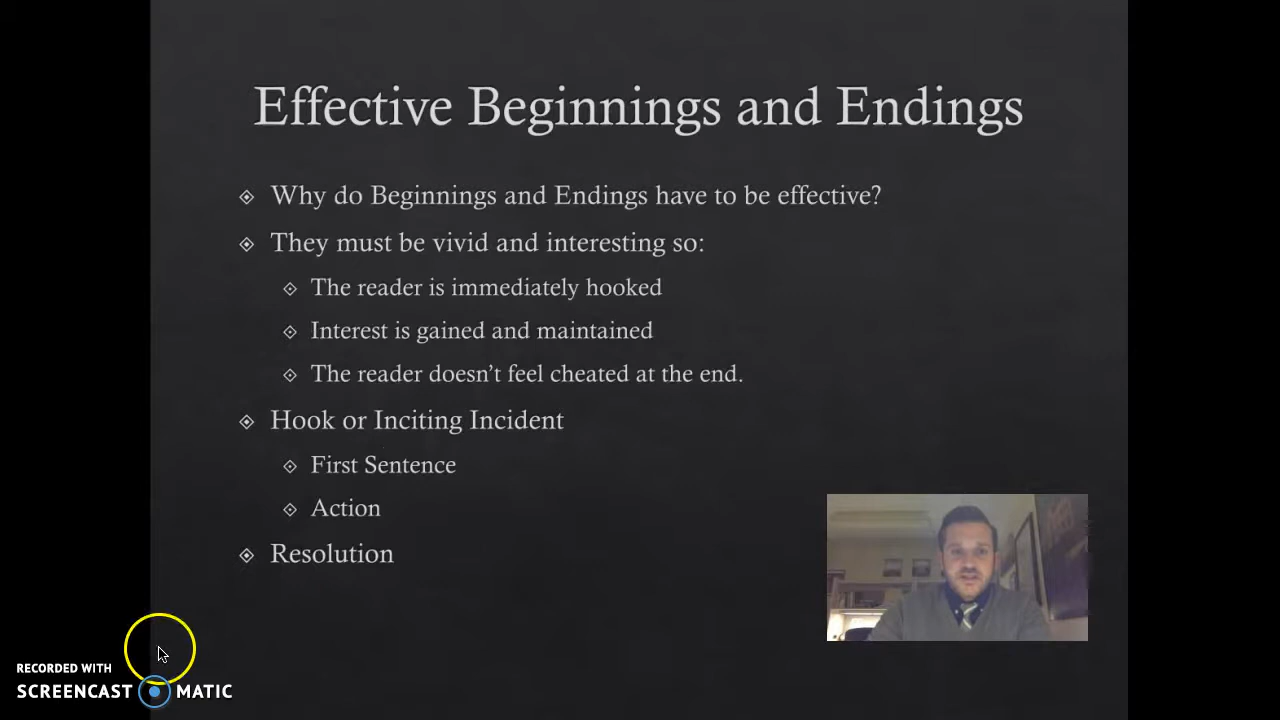 Effective Beginnings and Endings
Why do Beginnings and Endings have to be effective?
They must be vivid and interesting so:
The reader is immediately hooked
Interest is gained and maintained
The reader doesn't feel cheated at the end.
Hook or Inciting Incident
First Sentence
Action
Resolution
RECORDED WITH
SCREENCAST MATIC